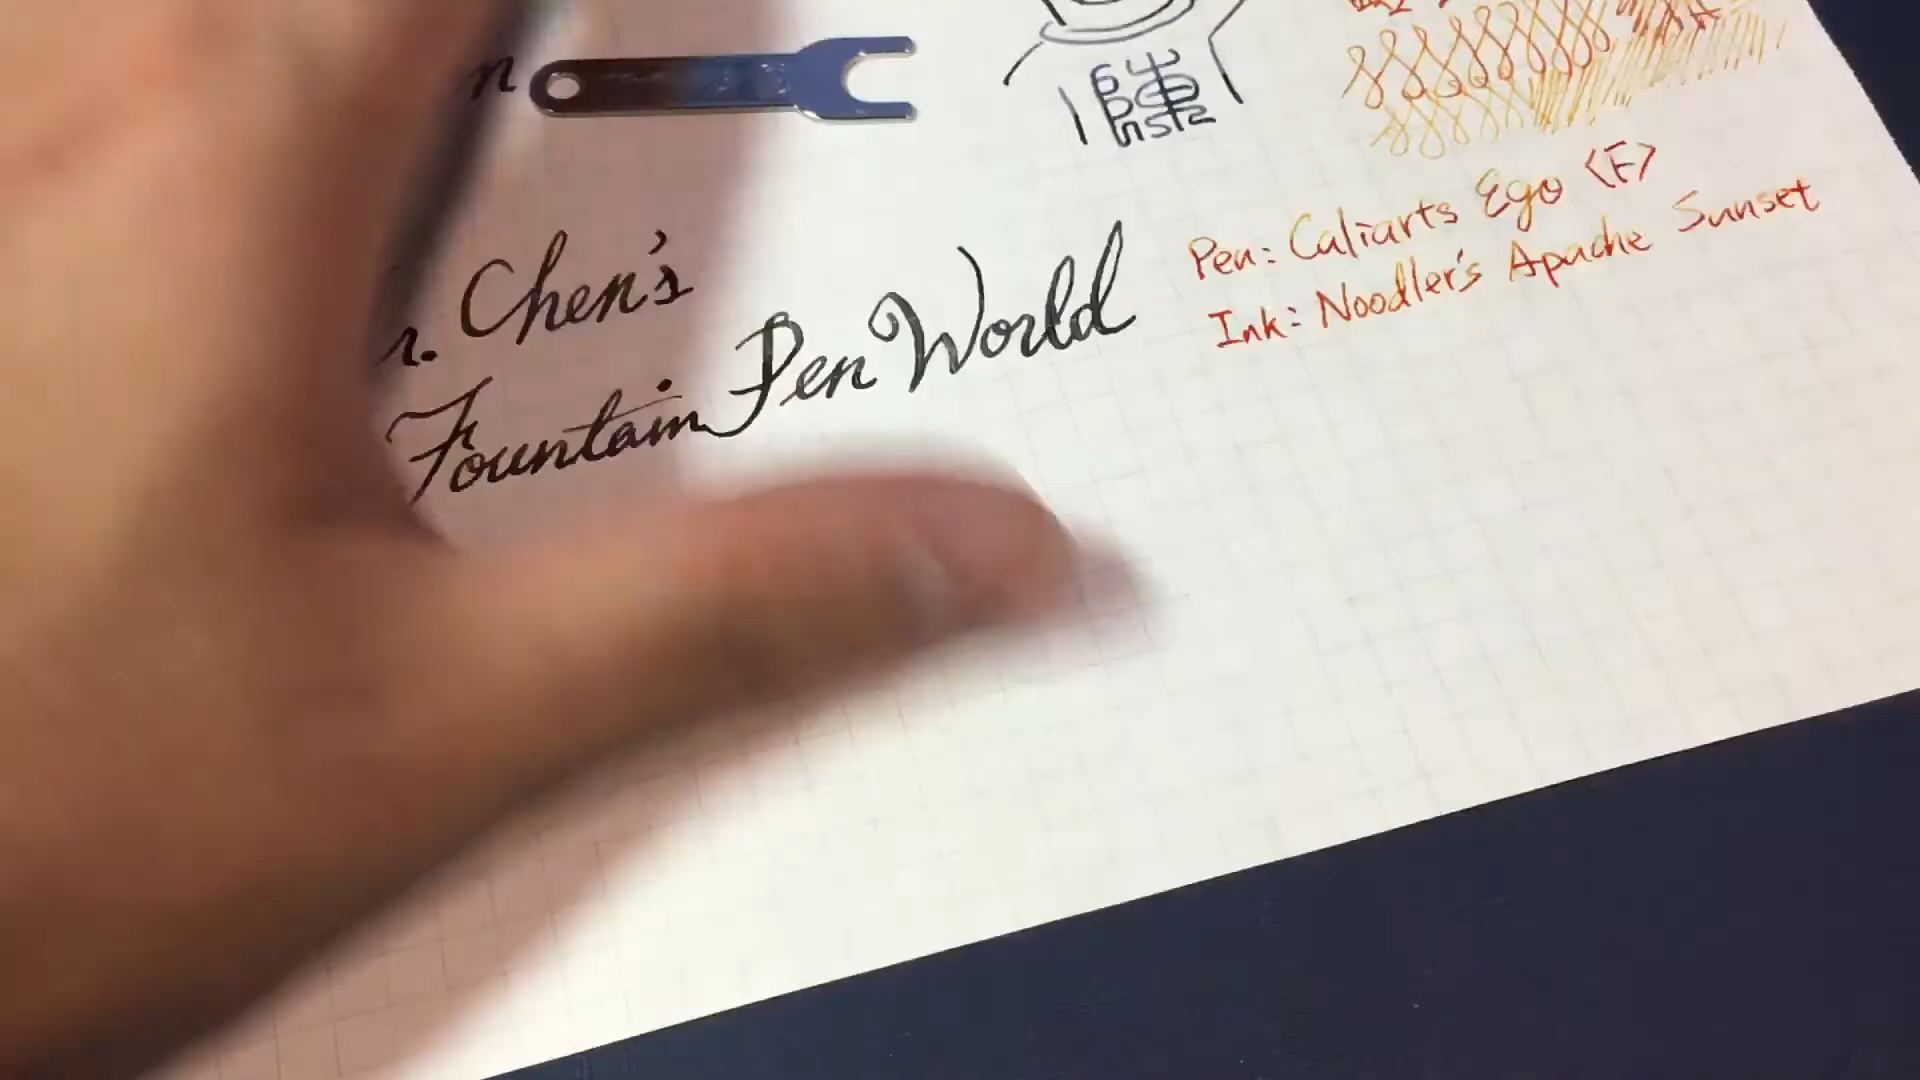 n
Chen's
Fountain Pen World
Pen: Caliarts Ego <F>
Ink: Noodler's Apache Sunset